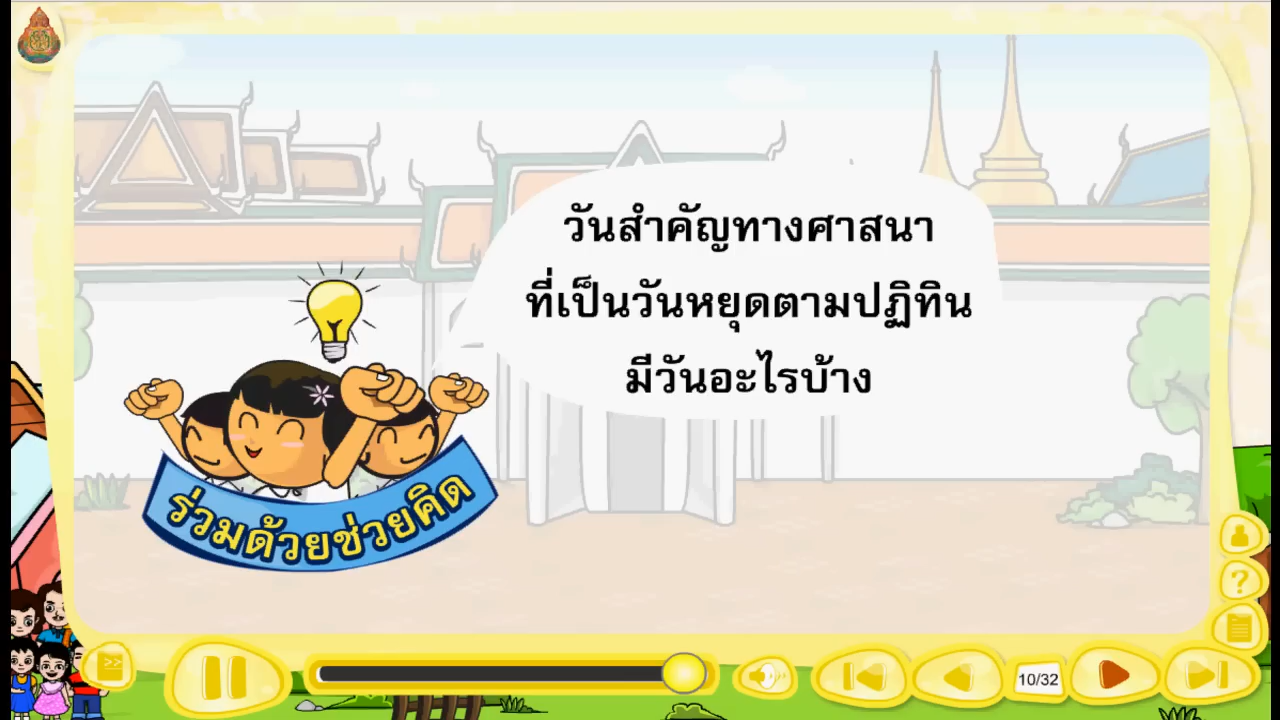 วันสำคัญทางศาสนา
ที่เป็นวันหยุดตามปฏิทิน
มีวันอะไรบ้าง
ร่วมด้วยช่วยคิด
10/32